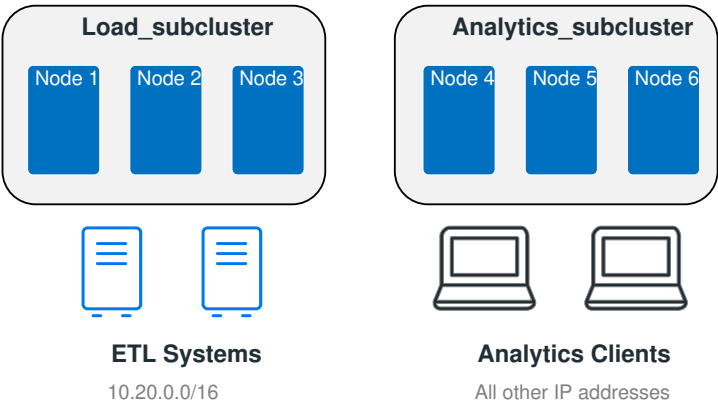 Load_subcluster
Node 1 Node 2 Node 3
ETL Systems
10.20.0.0/16
Analytics_subcluster
Node 4 Node 5 Node 6
Analytics Clients
All other IP addresses